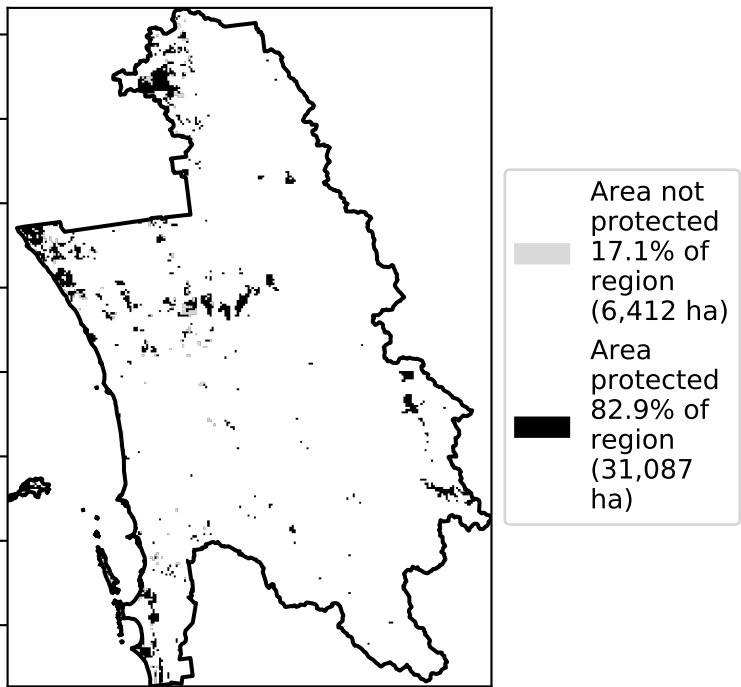 Area not
protected
17.1% of
region
(6,412 ha)
Area
protected
82.9% of
region
(31,087
ha)